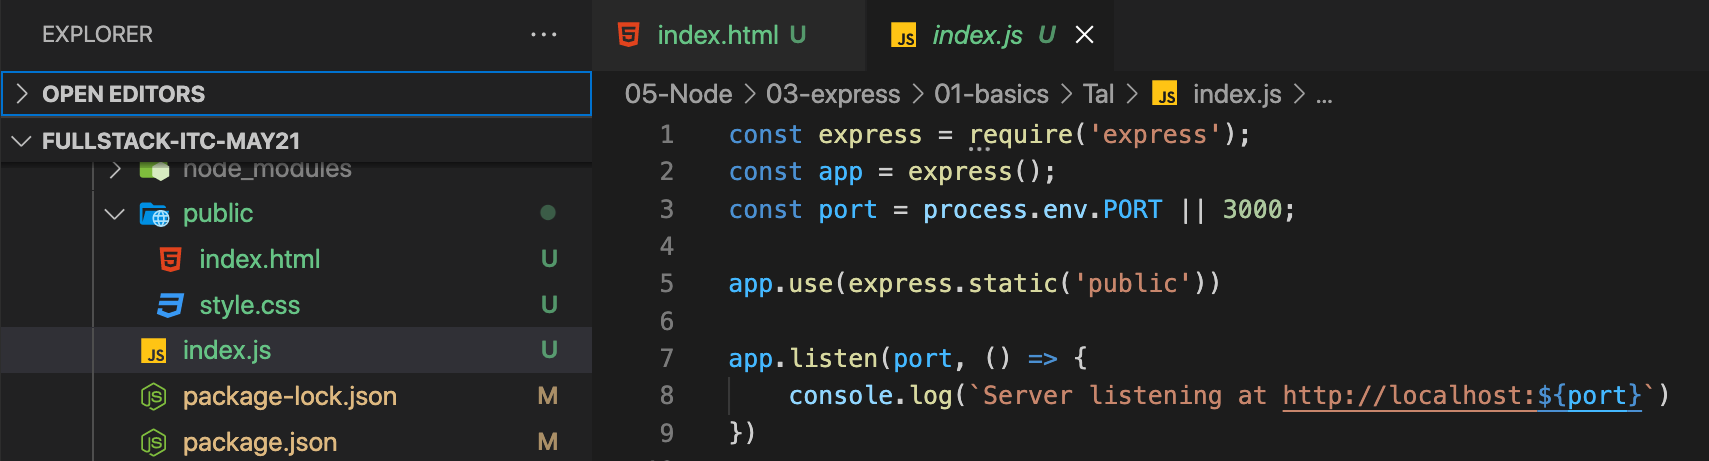 EXPLORER ...
OPEN EDITORS
FULLSTACK-ITC-MAY21
node_modules
public
index.html U
style.css U
index.js U
package-lock.json M
package.json M
index.html U index.js U
05-Node > 03-express > 01-basics > Tal > JS index.js > ...
1 const express = require('express');
2 const app = express();
3 const port = process.env.PORT || 3000;
4
5 app.use(express.static('public'))
6
7 app.listen(port, () => {
8 console.log(`Server listening at http://localhost:${port}`)
9 })